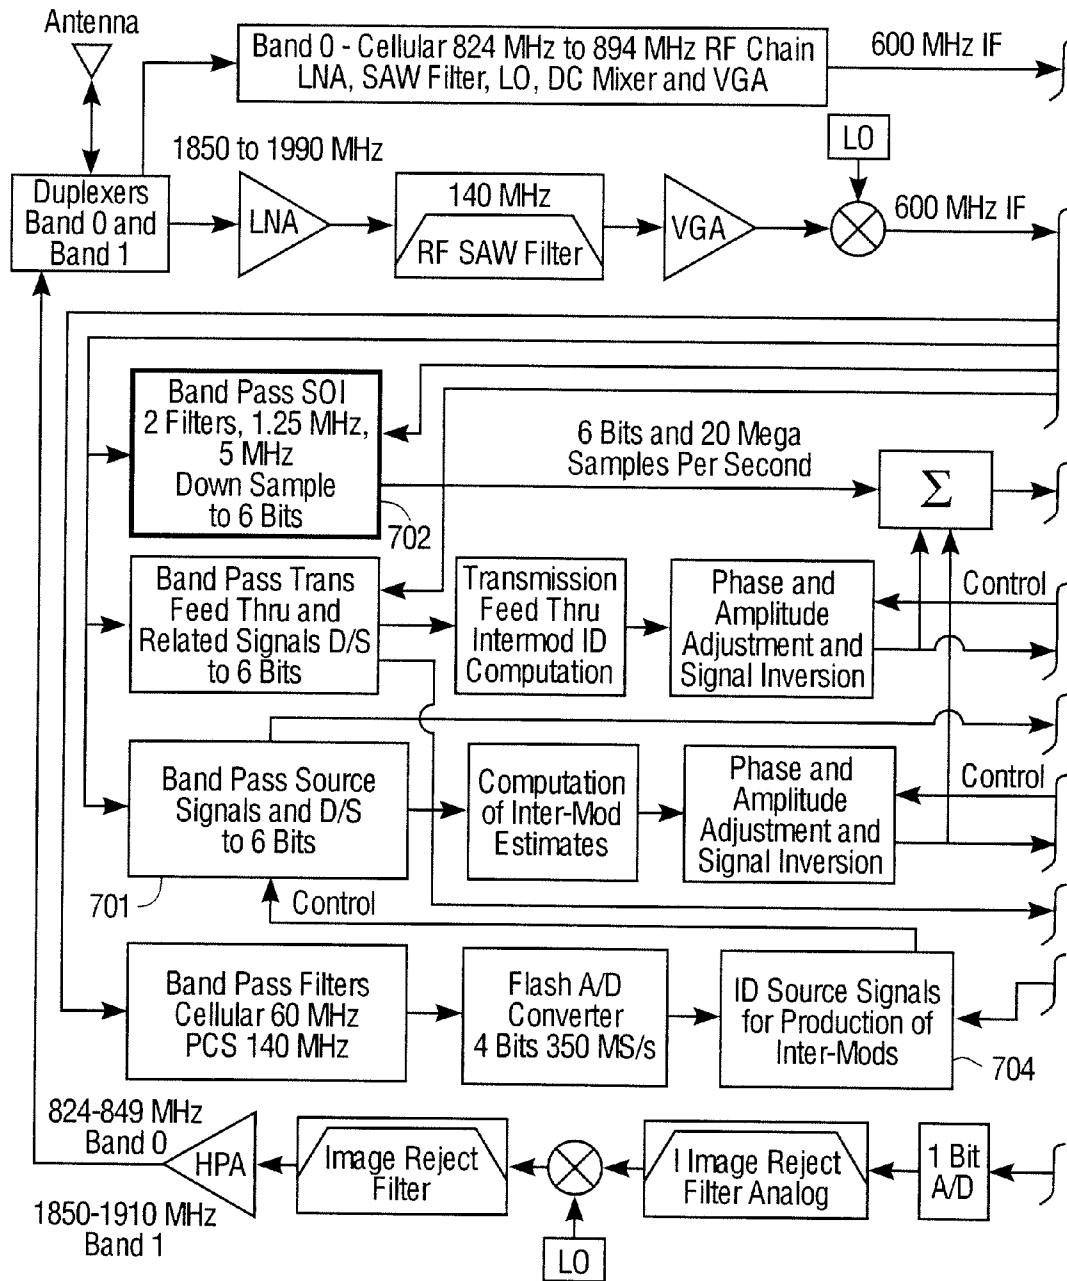 Antenna
Band 0 - Cellular 824 MHz to 894 MHz RF Chain
LNA, SAW Filter, LO, DC Mixer and VGA
600 MHz IF
1850 to 1990 MHz
LO
Duplexers
Band 0 and
Band 1
LNA
140 MHz
RF SAW Filter
VGA
600 MHz IF
Band Pass SOI
2 Filters, 1.25 MHz,
5 MHz
Down Sample
to 6 Bits
702
6 Bits and 20 Mega
Samples Per Second
Σ
Band Pass Trans
Feed Thru and
Related Signals D/S
to 6 Bits
Transmission
Feed Thru
Intermod ID
Computation
Phase and
Amplitude
Adjustment and
Signal Inversion
Control
Band Pass Source
Signals and D/S
to 6 Bits
701
Computation
of Inter-Mod
Estimates
Phase and
Amplitude
Adjustment and
Signal Inversion
Control
Control
Band Pass Filters
Cellular 60 MHz
PCS 140 MHz
Flash A/D
Converter
4 Bits 350 MS/s
ID Source Signals
for Production of
Inter-Mods
704
824-849 MHz
Band 0
HPA
1850-1910 MHz
Band 1
Image Reject
Filter
LO
I Image Reject
Filter Analog
1 Bit
A/D